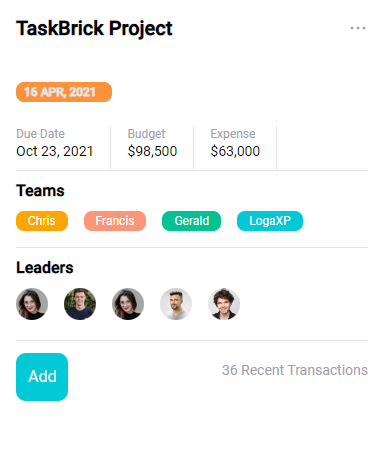 TaskBrick Project
16 APR, 2021
Due Date Budget Expense
Oct 23, 2021 $98,500 $63,000
Teams
Chris Francis Gerald LogaXP
Leaders
Add 36 Recent Transactions